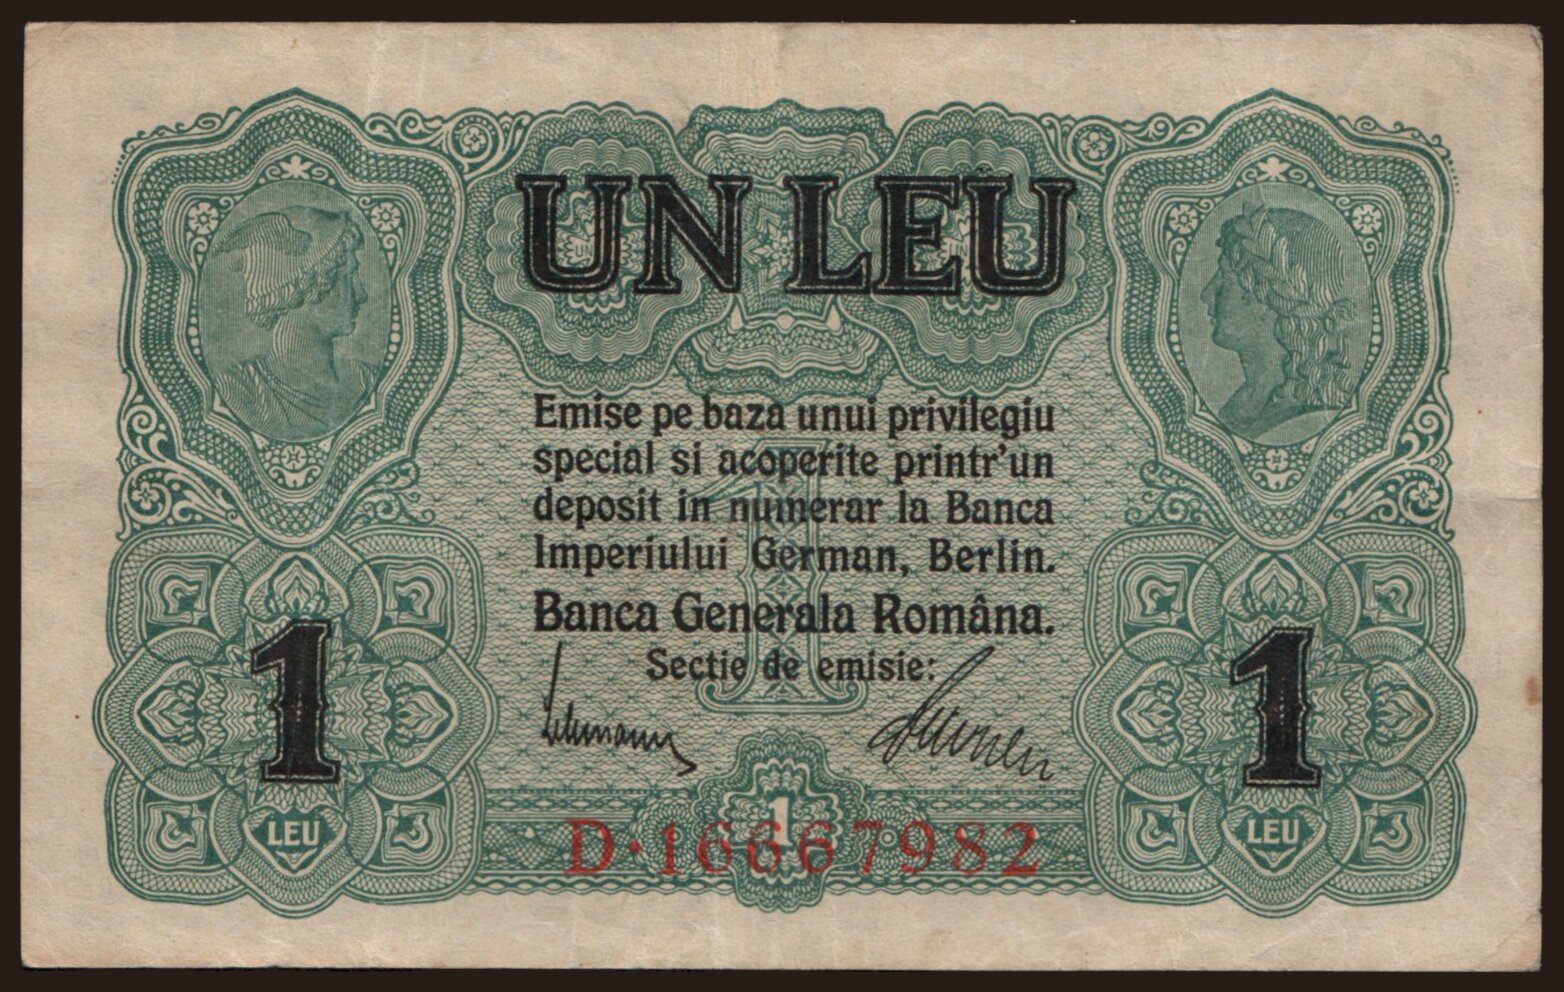 UN LEU
Emise pe baza unui privilegiu
special si acoperite printr'un
deposit in numerar la Banca
Imperiului German, Berlin.
Banca Generala Româna.
Sectie de emisie:
1
1
LEU
1
LEU
D·16667982